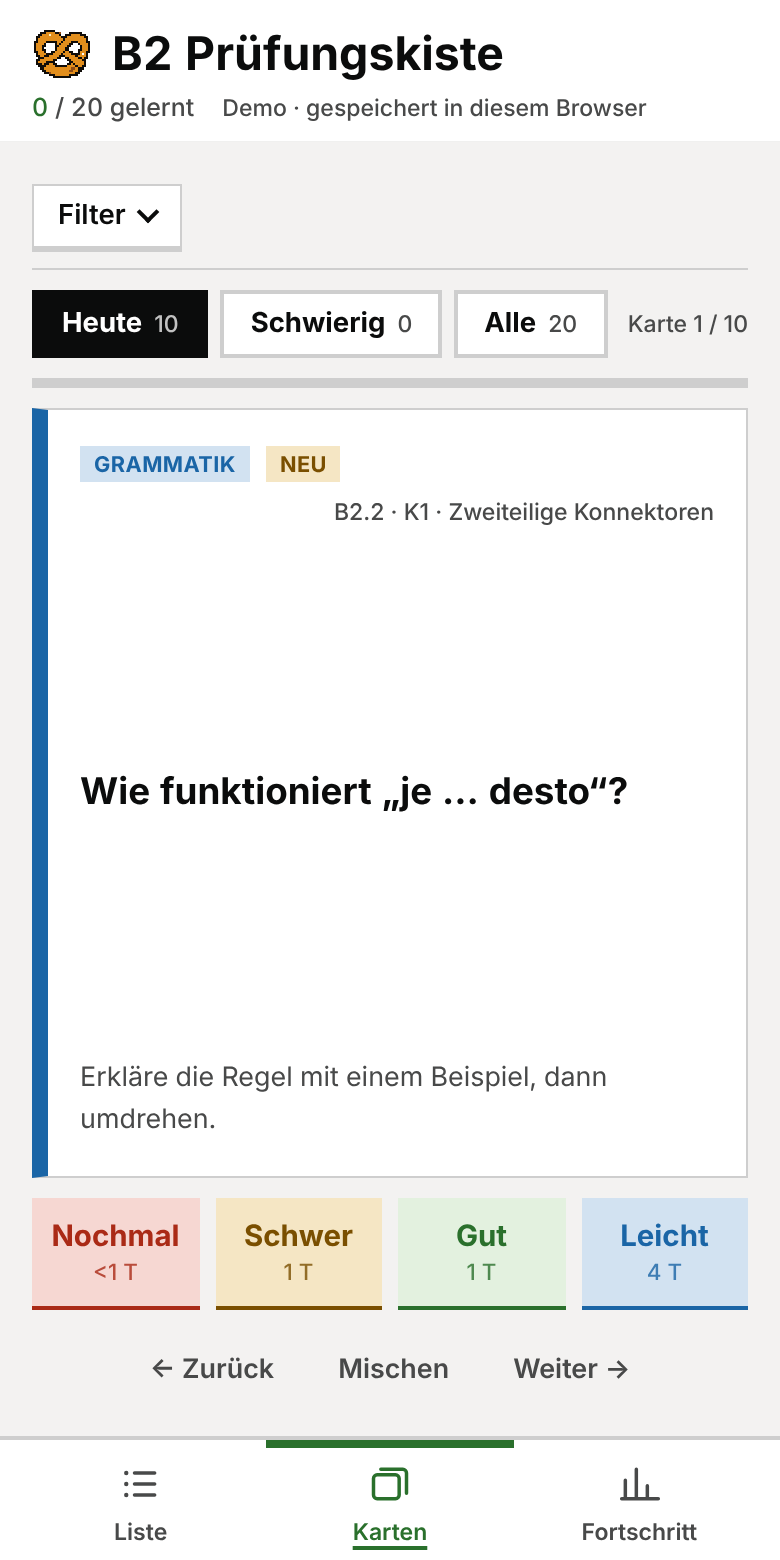 B2 Prüfungskiste
0 / 20 gelernt Demo · gespeichert in diesem Browser
Filter
Heute 10 Schwierig 0 Alle 20 Karte 1 / 10
GRAMMATIK NEU
B2.2 · K1 · Zweiteilige Konnektoren
Wie funktioniert „je … desto“?
Erkläre die Regel mit einem Beispiel, dann
umdrehen.
Nochmal Schwer Gut Leicht
<1 T 1 T 1 T 4 T
← Zurück Mischen Weiter →
Liste Karten Fortschritt